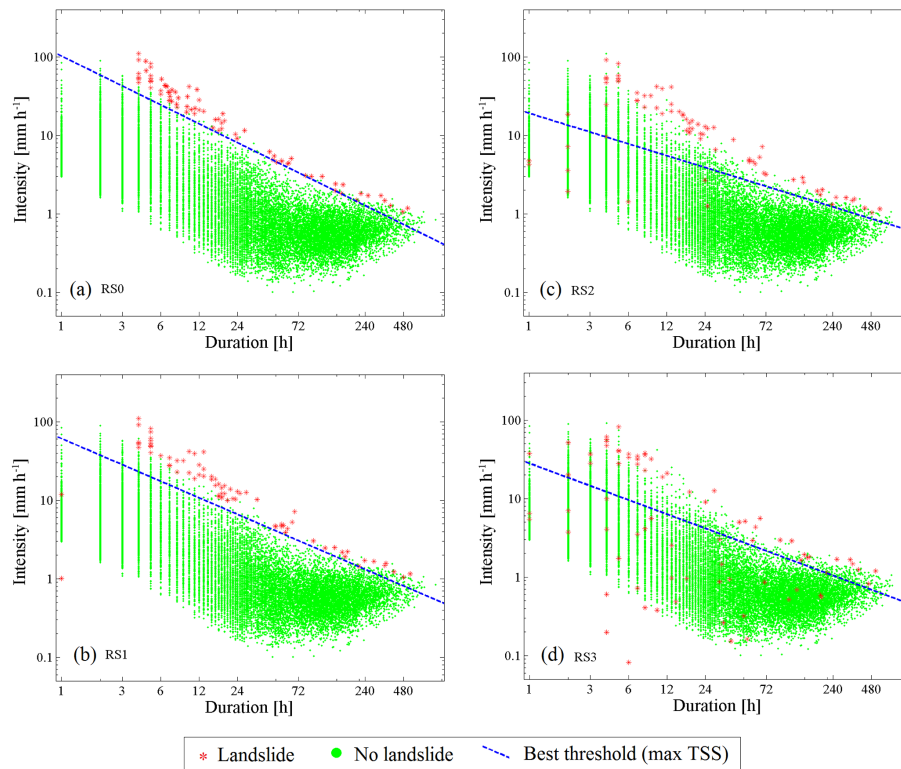 Intensity [mm h⁻¹]
100
10
1
0.1
(a) RS0
1 3 6 12 24 72 240 480
Duration [h]
Intensity [mm h⁻¹]
100
10
1
0.1
(c) RS2
1 3 6 12 24 72 240 480
Duration [h]
Intensity [mm h⁻¹]
100
10
1
0.1
(b) RS1
1 3 6 12 24 72 240 480
Duration [h]
Intensity [mm h⁻¹]
100
10
1
0.1
(d) RS3
1 3 6 12 24 72 240 480
Duration [h]
Landslide No landslide Best threshold (max TSS)